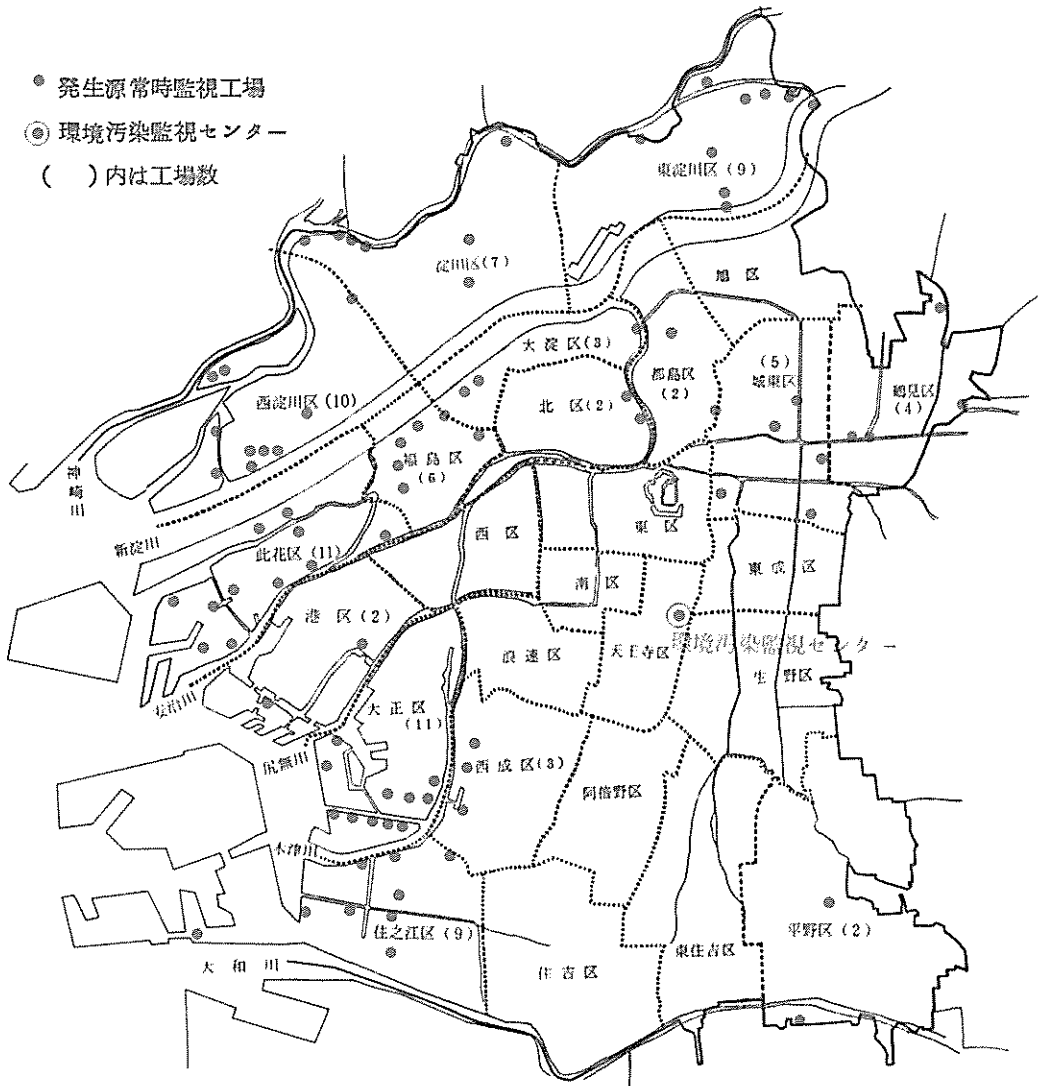 発生源常時監視工場
環境汚染監視センター
(　)内は工場数
東淀川区(9)
淀川区(7)
旭区
大淀区(3)
都島区
(2)
(5)
城東区
鶴見区
(4)
北区(2)
西淀川区(10)
福島区
(6)
神崎川
新淀川
此花区(11)
西区
東区
南区
東成区
港区(2)
浪速区
天王寺区
環境汚染監視センター
生野区
安治川
大正区
(11)
尻無川
西成区(3)
阿倍野区
木津川
住之江区(9)
大和川
住吉区
東住吉区
平野区(2)